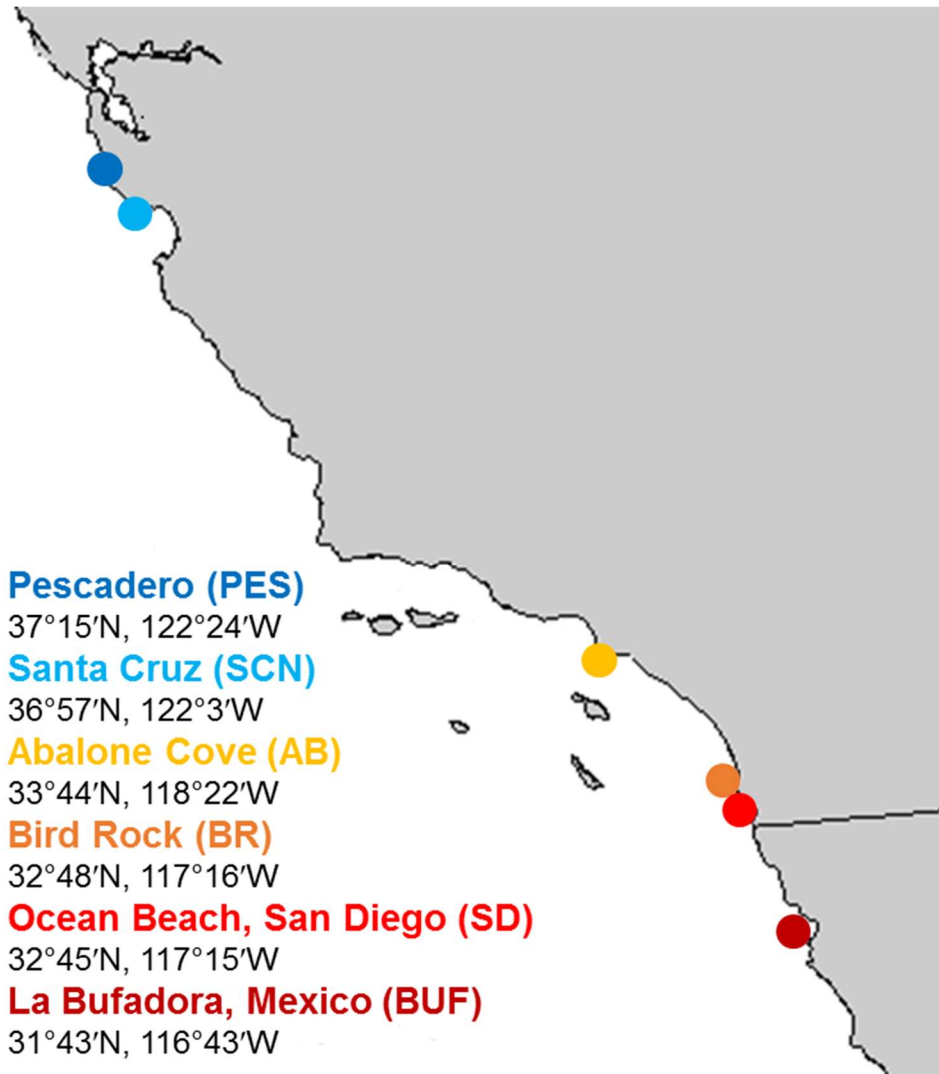 Pescadero (PES)
37°15′N, 122°24′W
Santa Cruz (SCN)
36°57′N, 122°3′W
Abalone Cove (AB)
33°44′N, 118°22′W
Bird Rock (BR)
32°48′N, 117°16′W
Ocean Beach, San Diego (SD)
32°45′N, 117°15′W
La Bufadora, Mexico (BUF)
31°43′N, 116°43′W